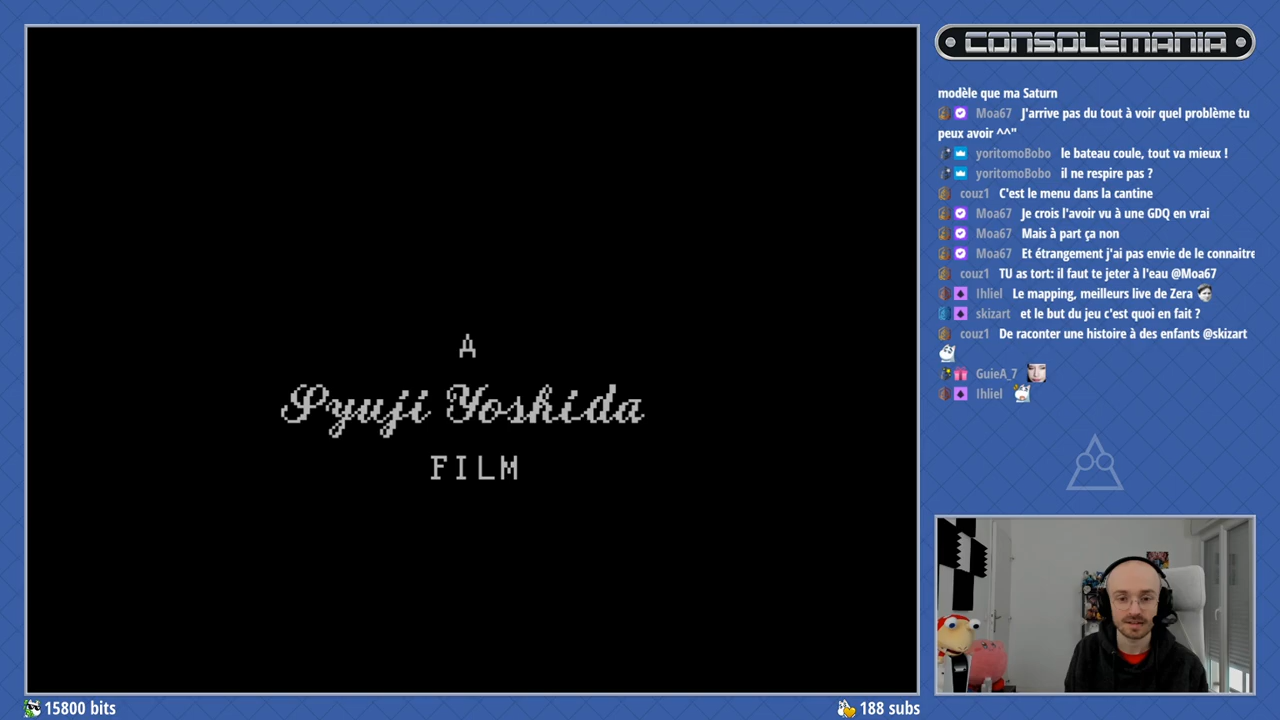 A
Ryuji Yoshida
FILM
CONSOLEMANIA
modèle que ma Saturn
Moa67 J'arrive pas du tout à voir quel problème tu
peux avoir ^^"
yoritomoBobo le bateau coule, tout va mieux !
yoritomoBobo il ne respire pas ?
couz1 C'est le menu dans la cantine
Moa67 Je crois l'avoir vu à une GDQ en vrai
Moa67 Mais à part ça non
Moa67 Et étrangement j'ai pas envie de le connaitre
couz1 TU as tort: il faut te jeter à l'eau @Moa67
Ihliel Le mapping, meilleurs live de Zera
skizart et le but du jeu c'est quoi en fait ?
couz1 De raconter une histoire à des enfants @skizart
GuieA_7
Ihliel
15800 bits
188 subs